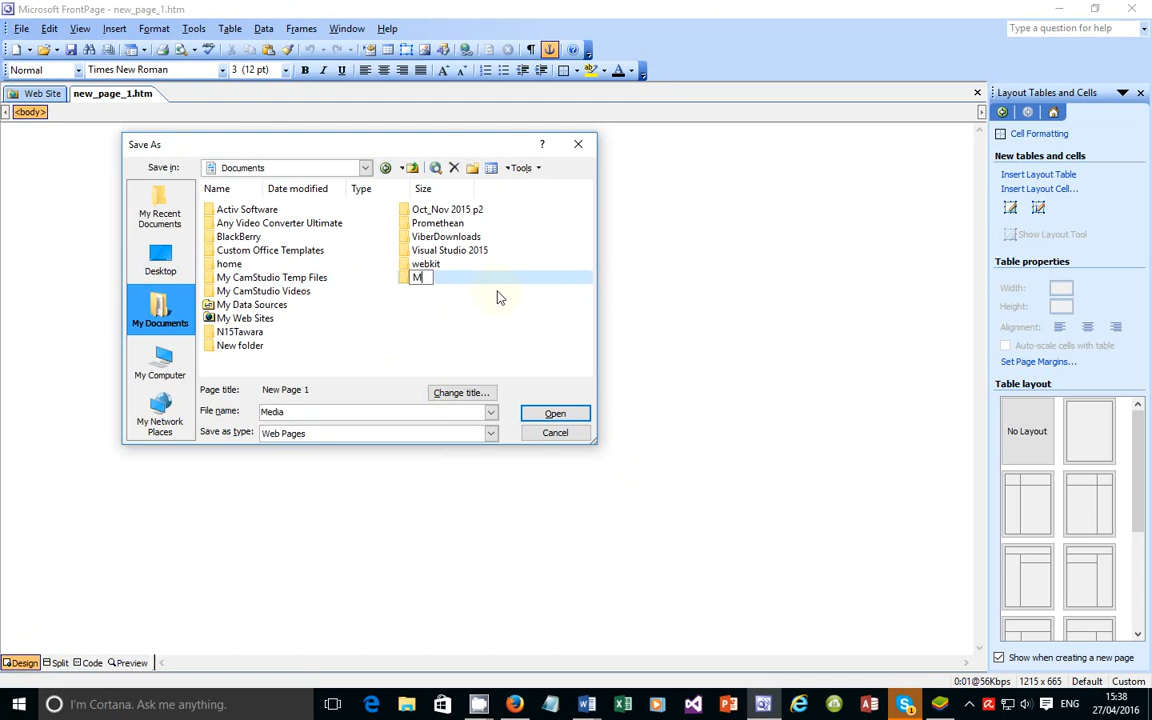 Microsoft FrontPage - new_page_1.htm
File Edit View Insert Format Tools Table Data Frames Window Help
Type a question for help
Normal Times New Roman 3 (12 pt) B I U A A A
Web Site new_page_1.htm
<body>
Layout Tables and Cells
Cell Formatting
New tables and cells
Insert Layout Table
Insert Layout Cell...
Show Layout Tool
Table properties
Width:
Height:
Alignment:
Auto-scale cells with table
Set Page Margins...
Table layout
No Layout
Show when creating a new page
Save As
Save in: Documents Tools
My Recent Documents
Desktop
My Documents
My Computer
My Network Places
Name Date modified Type Size
Activ Software
Any Video Converter Ultimate
BlackBerry
Custom Office Templates
home
My CamStudio Temp Files
My CamStudio Videos
My Data Sources
My Web Sites
N15Tawara
New folder
Oct_Nov 2015 p2
Promethean
ViberDownloads
Visual Studio 2015
webkit
M
Page title: New Page 1 Change title...
File name: Media Open
Save as type: Web Pages Cancel
Design Split Code Preview
0:01@56Kbps 1215 x 665 Default Custom
I'm Cortana. Ask me anything.
ENG
15:38
27/04/2016